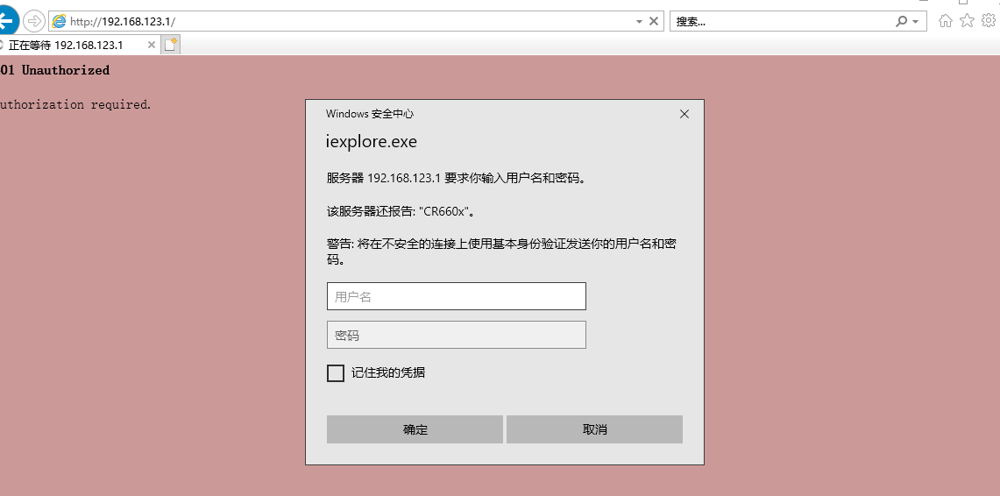 http://192.168.123.1/
搜索...
正在等待 192.168.123.1
01 Unauthorized
uthorization required.
Windows 安全中心
iexplore.exe
服务器 192.168.123.1 要求你输入用户名和密码。
该服务器还报告: "CR660x"。
警告: 将在不安全的连接上使用基本身份验证发送你的用户名和密
码。
用户名
密码
记住我的凭据
确定
取消